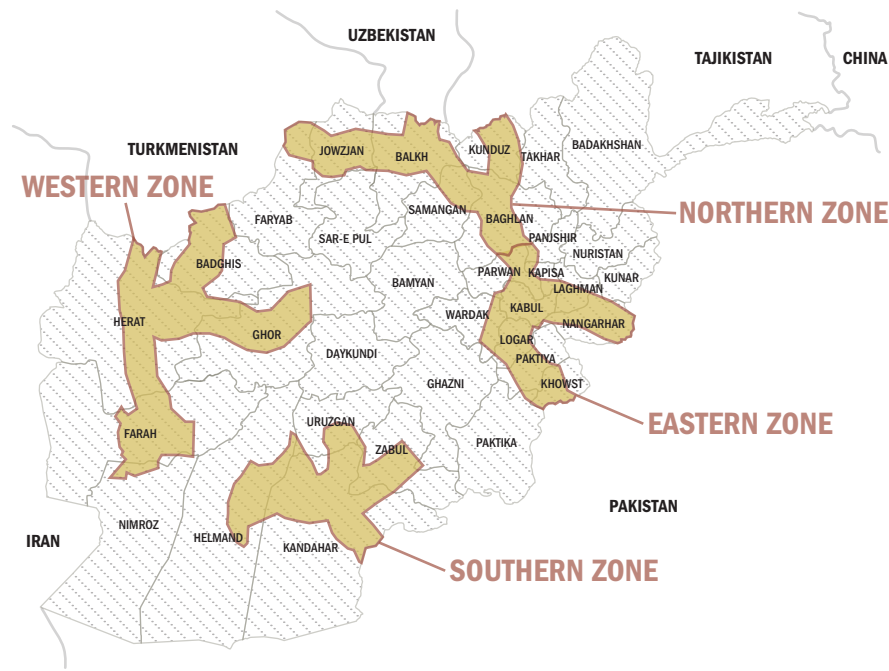 UZBEKISTAN
TAJIKISTAN
CHINA
TURKMENISTAN
JOWZJAN
BALKH
KUNDUZ
TAKHAR
BADAKHSHAN
WESTERN ZONE
FARYAB
SAMANGAN
BAGHLAN
NORTHERN ZONE
SAR-E PUL
PANJSHIR
BADGHIS
NURISTAN
PARWAN
KAPISA
KUNAR
BAMYAN
LAGHMAN
HERAT
WARDAK
KABUL
NANGARHAR
GHOR
LOGAR
DAYKUNDI
PAKTIYA
GHAZNI
KHOWST
URUZGAN
EASTERN ZONE
FARAH
ZABUL
PAKTIKA
PAKISTAN
NIMROZ
IRAN
HELMAND
KANDAHAR
SOUTHERN ZONE